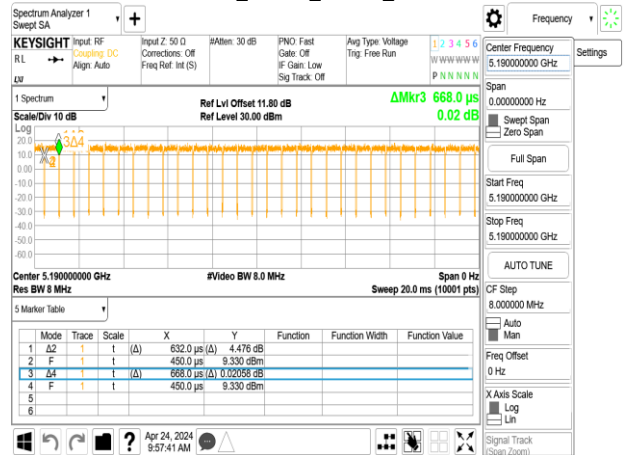 Spectrum Analyzer 1
Swept SA
+
Frequency
KEYSIGHT
Input: RF
Input Z: 50 Ω
#Atten: 30 dB
PNO: Fast
Avg Type: Voltage
1 2 3 4 5 6
RL
Coupling: DC
Corrections: Off
Gate: Off
Trig: Free Run
Align: Auto
Freq Ref: Int (S)
IF Gain: Low
W W W W W W
Sig Track: Off
P N N N N N
LXI
Center Frequency
5.190000000 GHz
Settings
Span
0.00000000 Hz
Swept Span
Zero Span
Full Span
Start Freq
5.190000000 GHz
Stop Freq
5.190000000 GHz
AUTO TUNE
CF Step
8.000000 MHz
Auto
Man
Freq Offset
0 Hz
X Axis Scale
Log
Lin
Signal Track
(Span Zoom)
1 Spectrum
Ref Lvl Offset 11.80 dB
ΔMkr3 668.0 µs
Scale/Div 10 dB
Ref Level 30.00 dBm
0.02 dB
Log
20.0
10.0
0.00
-10.0
-20.0
-30.0
-40.0
-50.0
-60.0
3Δ4
Center 5.190000000 GHz
#Video BW 8.0 MHz
Span 0 Hz
Res BW 8 MHz
Sweep 20.0 ms (10001 pts)
5 Marker Table
Mode Trace Scale X Y Function Function Width Function Value
1 Δ2 1 t (Δ) 632.0 µs (Δ) 4.476 dB
2 F 1 t 450.0 µs 9.330 dBm
3 Δ4 1 t (Δ) 668.0 µs (Δ) 0.02058 dB
4 F 1 t 450.0 µs 9.330 dBm
5
6
?
Apr 24, 2024
9:57:41 AM